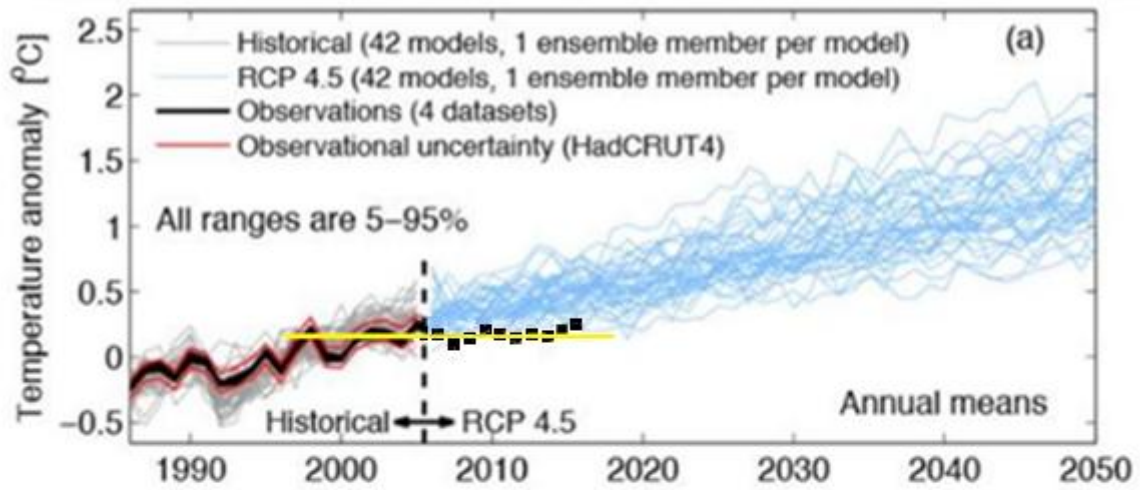 Temperature anomaly [ºC]
2.5
2
1.5
1
0.5
0
−0.5
Historical (42 models, 1 ensemble member per model)
RCP 4.5 (42 models, 1 ensemble member per model)
Observations (4 datasets)
Observational uncertainty (HadCRUT4)
(a)
All ranges are 5−95%
Historical
RCP 4.5
Annual means
1990 2000 2010 2020 2030 2040 2050